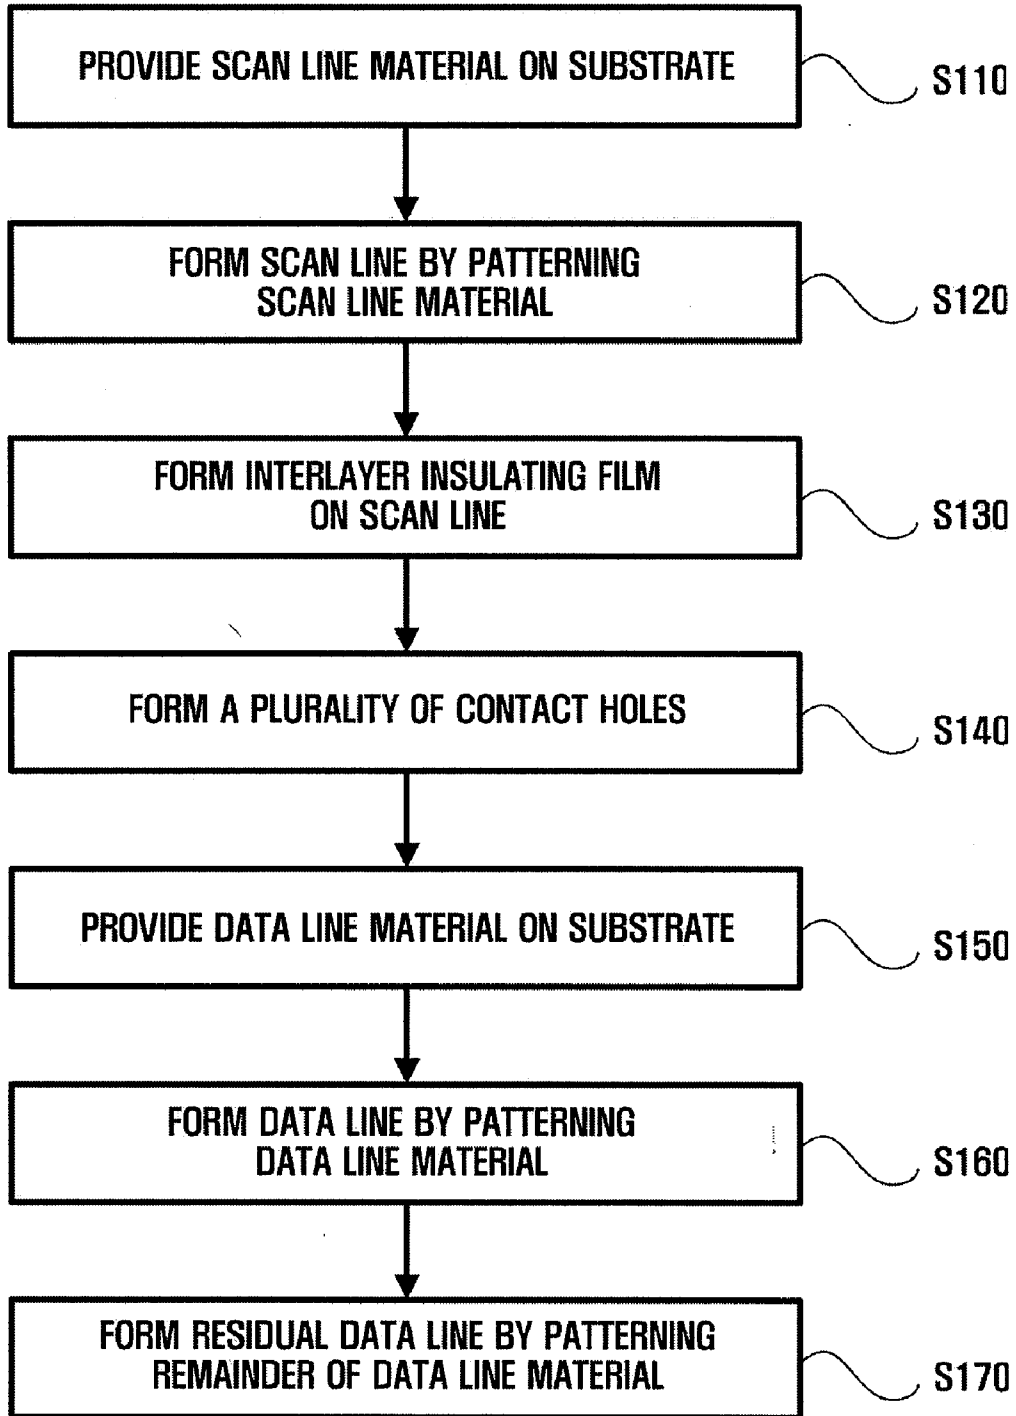 PROVIDE SCAN LINE MATERIAL ON SUBSTRATE
S110
FORM SCAN LINE BY PATTERNING
SCAN LINE MATERIAL
S120
FORM INTERLAYER INSULATING FILM
ON SCAN LINE
S130
FORM A PLURALITY OF CONTACT HOLES
S140
PROVIDE DATA LINE MATERIAL ON SUBSTRATE
S150
FORM DATA LINE BY PATTERNING
DATA LINE MATERIAL
S160
FORM RESIDUAL DATA LINE BY PATTERNING
REMAINDER OF DATA LINE MATERIAL
S170